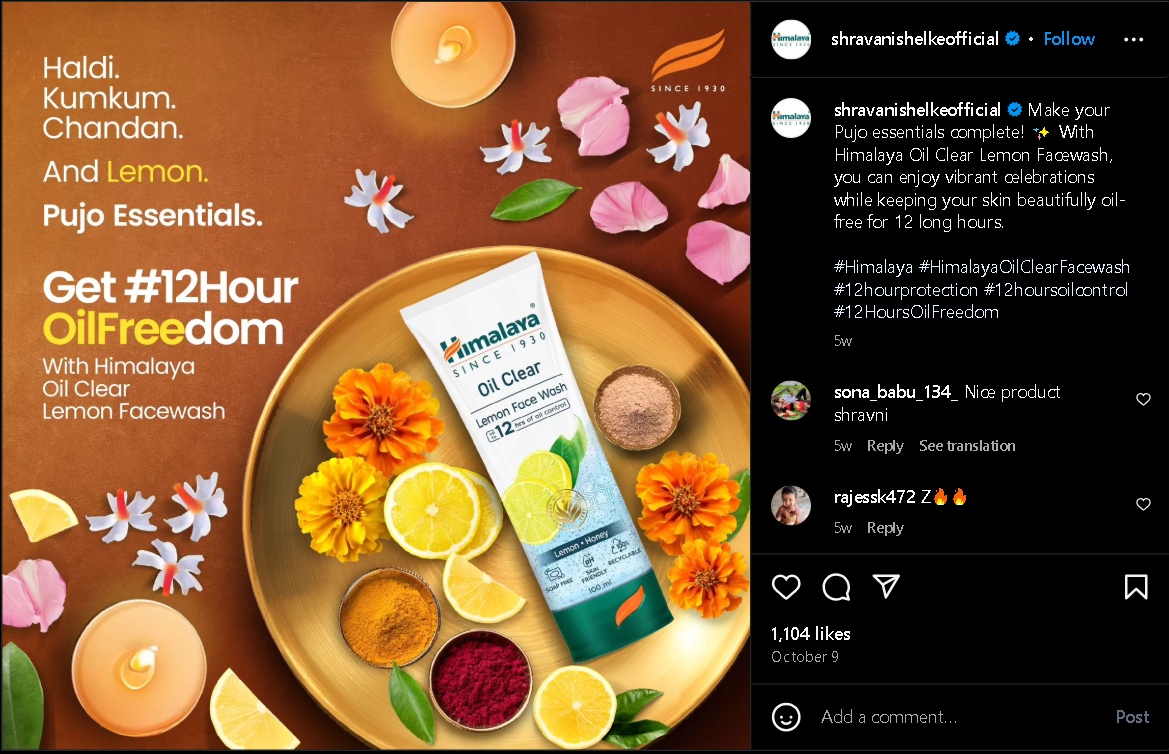 Haldi.
Kumkum.
Chandan.
And Lemon.
Pujo Essentials.
Get #12Hour
OilFreedom
With Himalaya
Oil Clear
Lemon Facewash
SINCE 1930
Himalaya
SINCE 1930
Oil Clear
Lemon Face Wash
12 hrs of oil control
Lemon • Honey
SOAP FREE
pH
SKIN FRIENDLY
100%
RECYCLABLE
100 ml
Himalaya
SINCE 1930
shravanishelkeofficial • Follow
Himalaya
SINCE 1930
shravanishelkeofficial Make your
Pujo essentials complete! ✨ With
Himalaya Oil Clear Lemon Facewash,
you can enjoy vibrant celebrations
while keeping your skin beautifully oil-
free for 12 long hours.
#Himalaya #HimalayaOilClearFacewash
#12hourprotection #12hoursoilcontrol
#12HoursOilFreedom
5w
sona_babu_134_ Nice product
shravni
5w Reply See translation
rajessk472 Z🔥🔥
5w Reply
1,104 likes
October 9
Add a comment...
Post